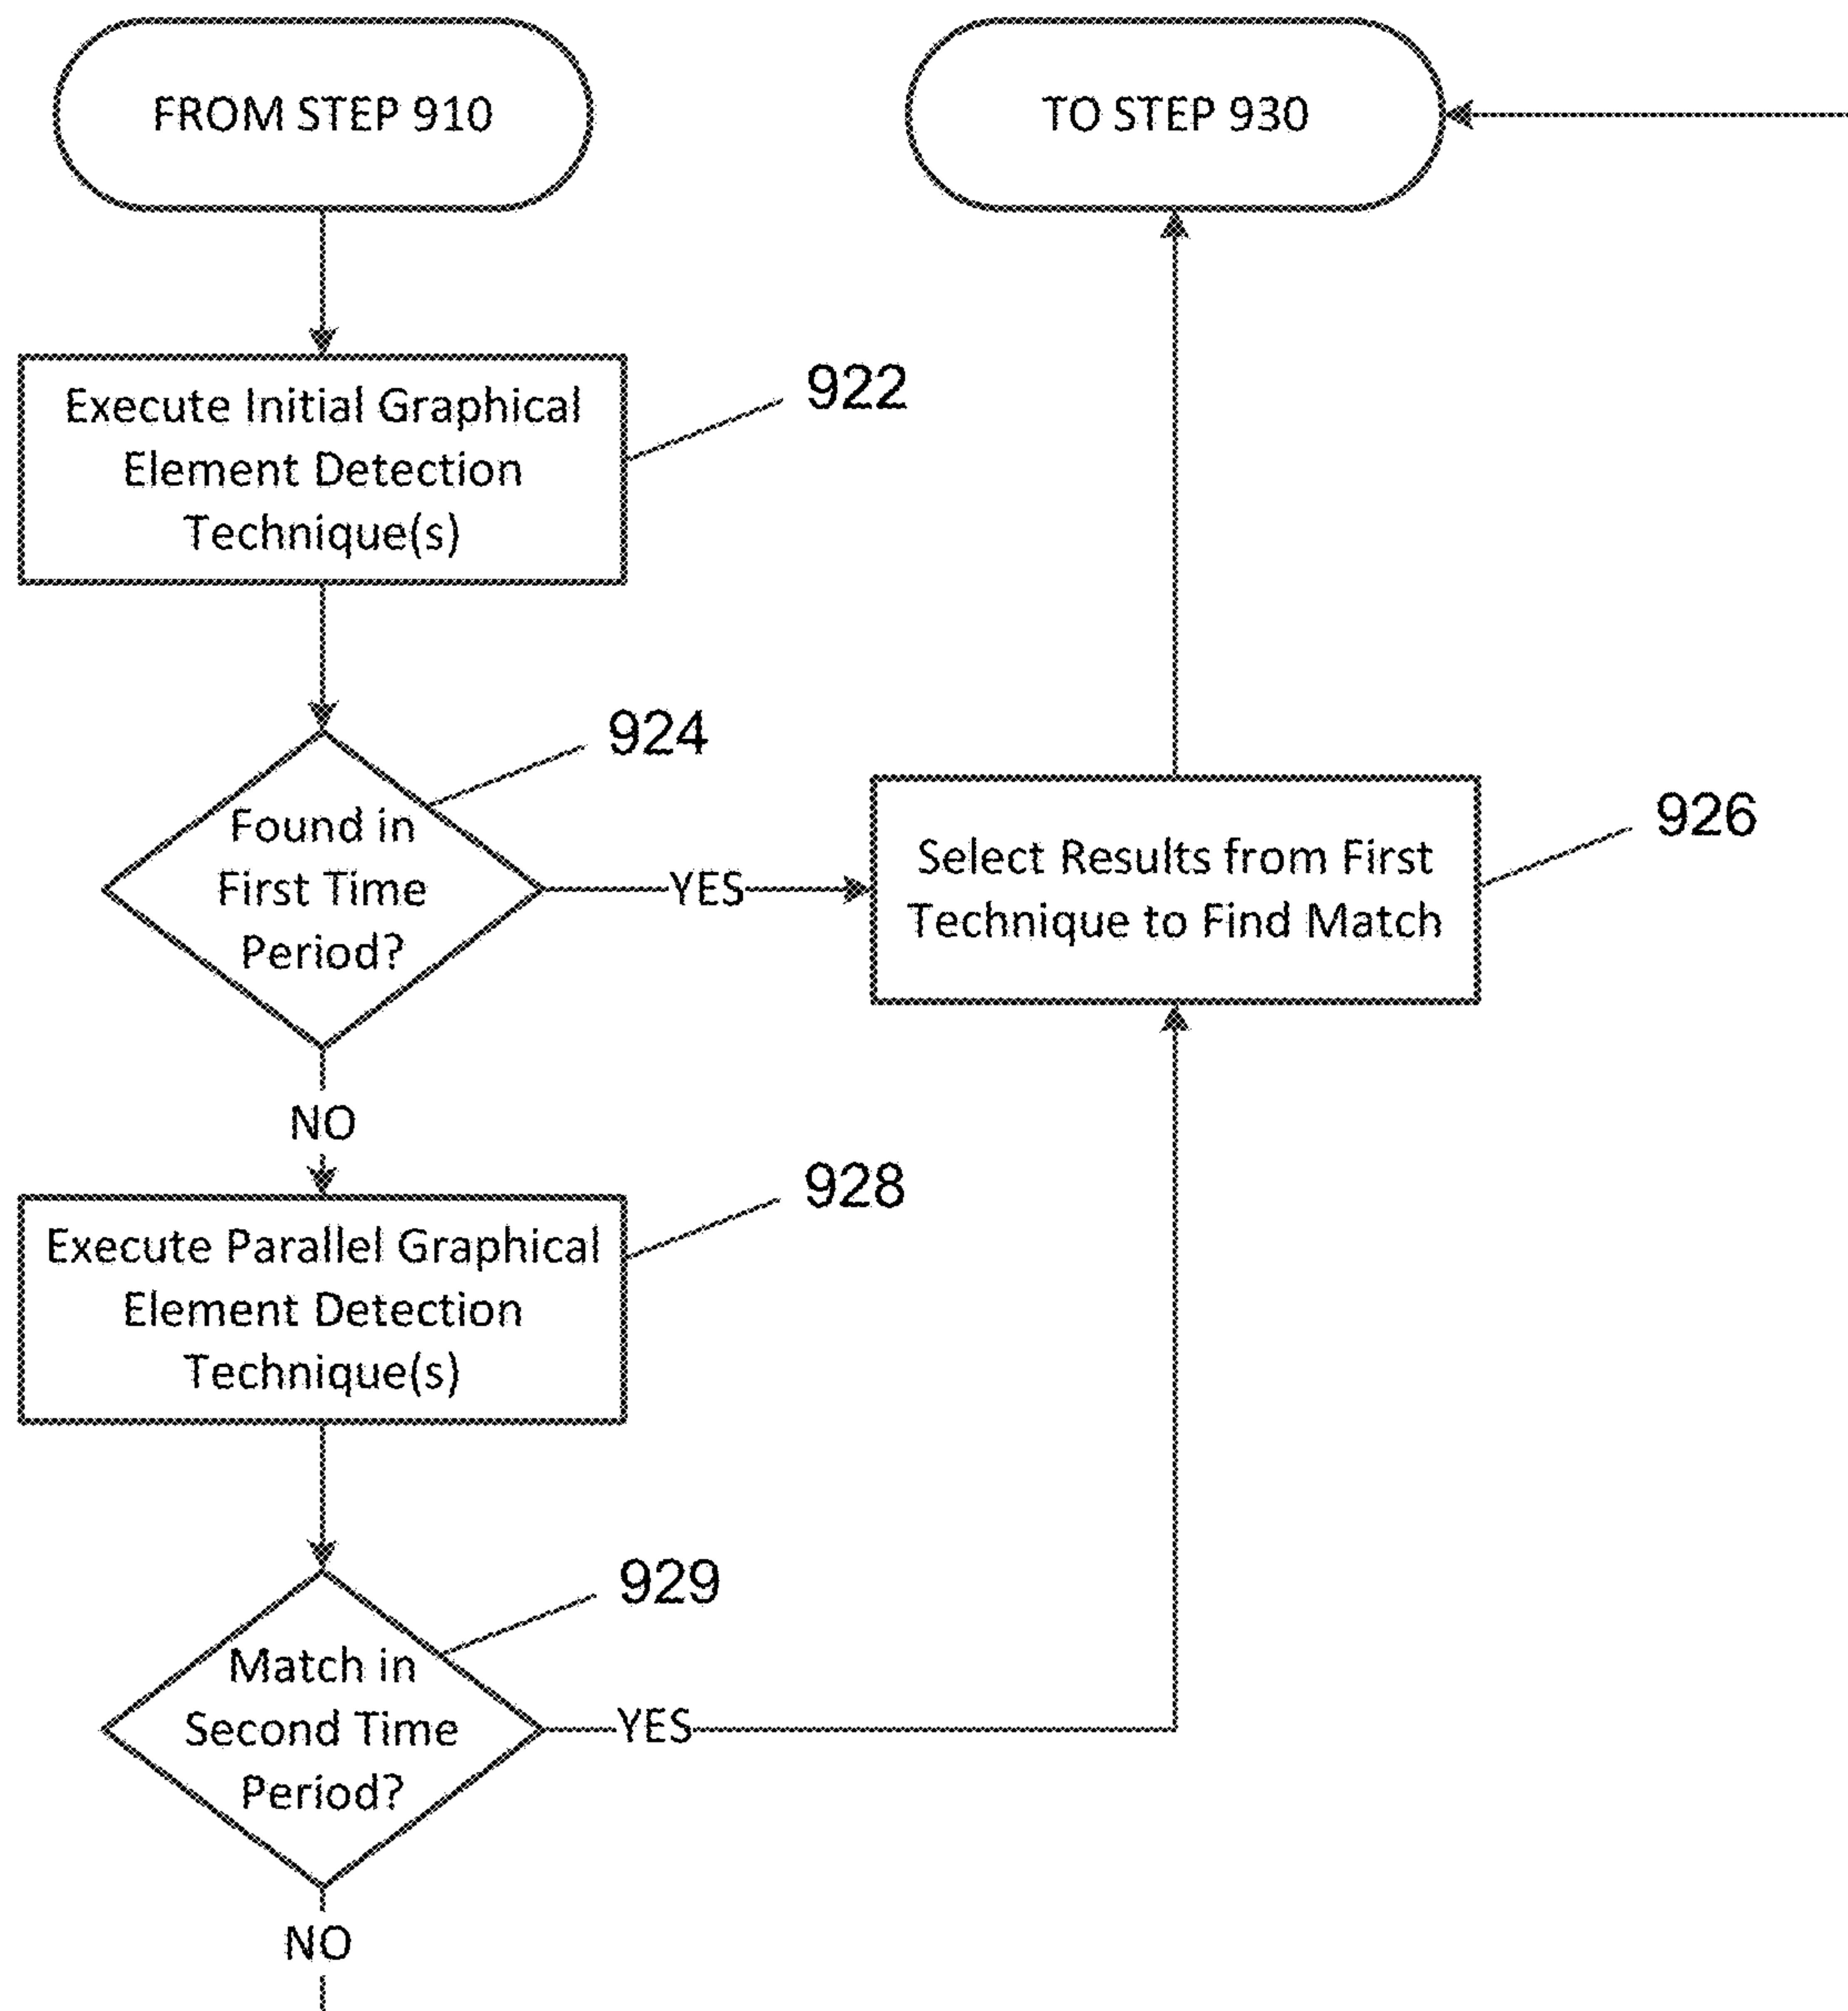 FROM STEP 910
TO STEP 930
Execute Initial Graphical
Element Detection
Technique(s)
922
Found in
First Time
Period?
924
YES
Select Results from First
Technique to Find Match
926
NO
Execute Parallel Graphical
Element Detection
Technique(s)
928
Match in
Second Time
Period?
929
YES
NO